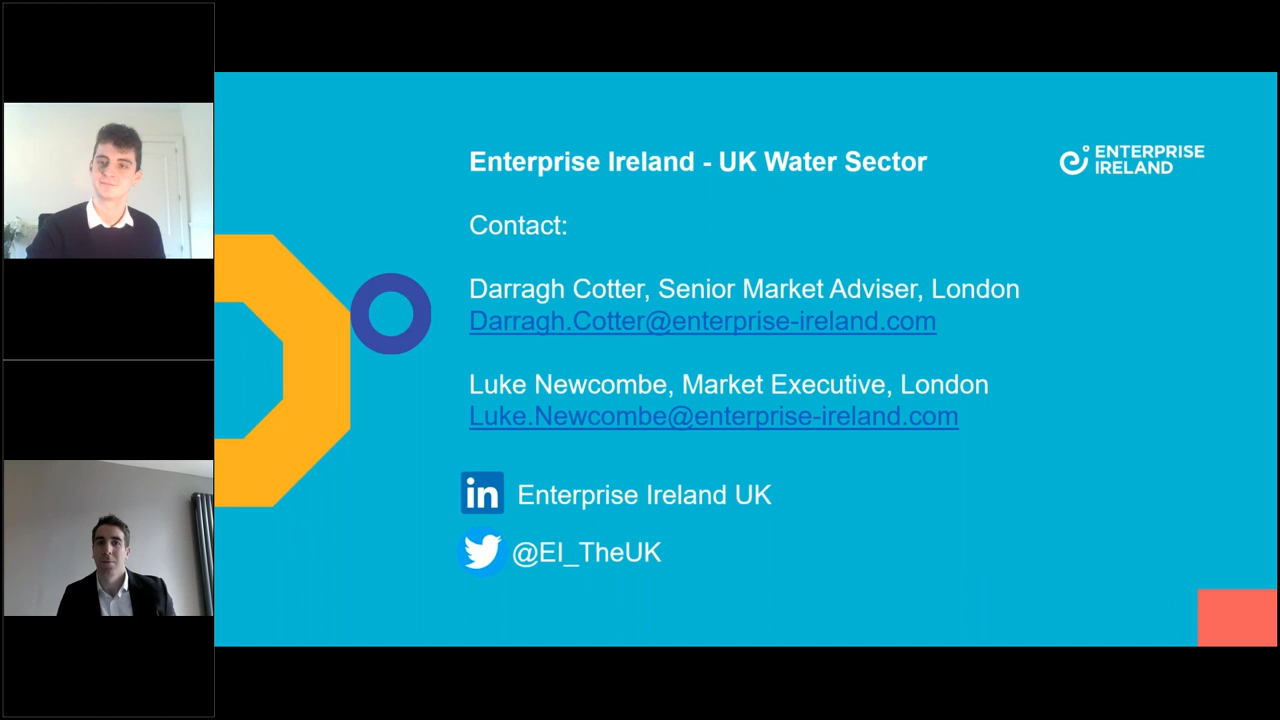 Enterprise Ireland - UK Water Sector
ENTERPRISE
IRELAND
Contact:
Darragh Cotter, Senior Market Adviser, London
Darragh.Cotter@enterprise-ireland.com
Luke Newcombe, Market Executive, London
Luke.Newcombe@enterprise-ireland.com
in Enterprise Ireland UK
@EI_TheUK